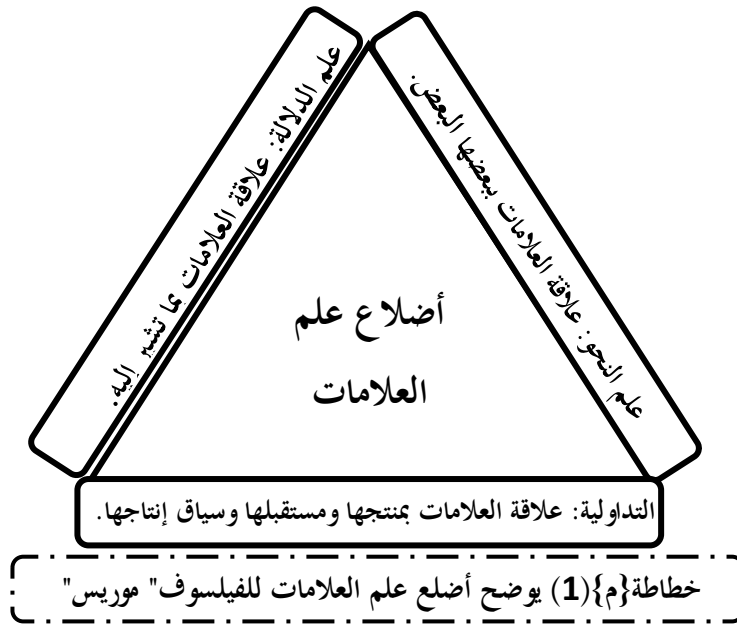 علم الدلالة: علاقة العلامات بما تشير إليه.
علم النحو: علاقة العلامات ببعضها البعض.
أضلاع علم
العلامات
التداولية: علاقة العلامات بمنتجها ومستقبلها وسياق إنتاجها.
خطاطة{م}(1) يوضح أضلع علم العلامات للفيلسوف" موريس"